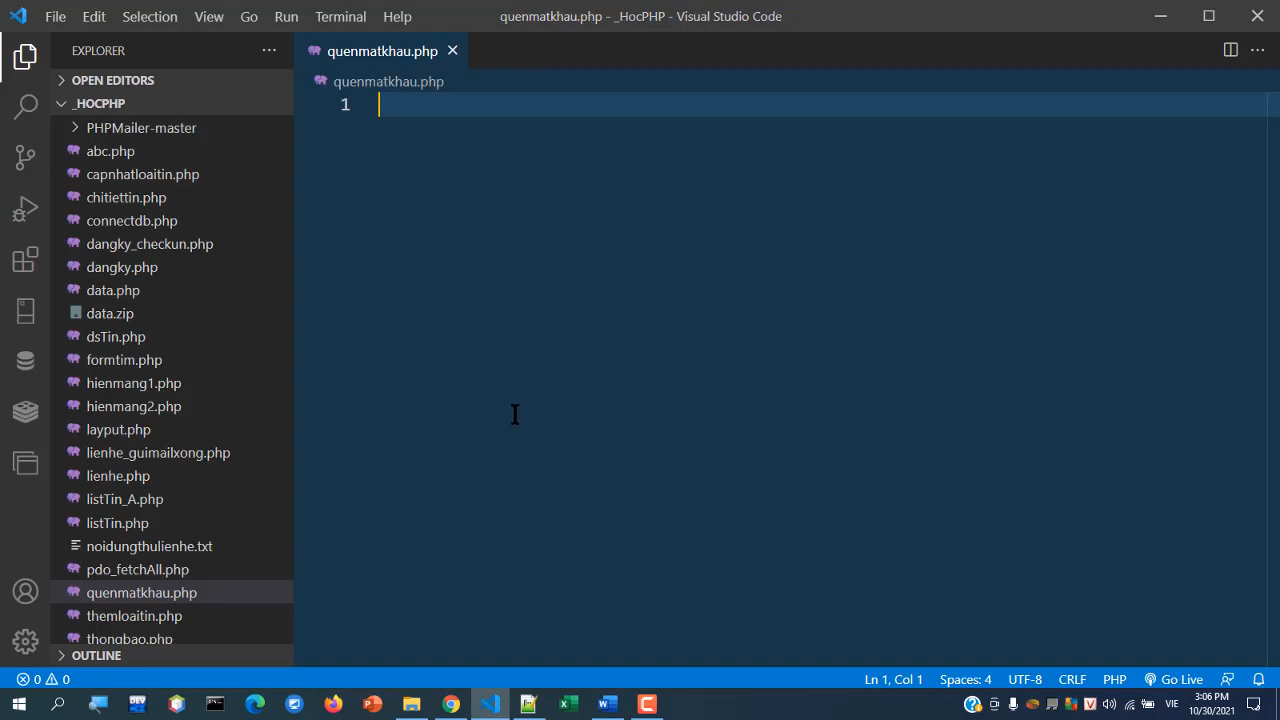 File Edit Selection View Go Run Terminal Help quenmatkhau.php - _HocPHP - Visual Studio Code
EXPLORER
quenmatkhau.php
OPEN EDITORS
quenmatkhau.php
_HOCPHP
1
PHPMailer-master
abc.php
capnhatloaitin.php
chitiettin.php
connectdb.php
dangky_checkun.php
dangky.php
data.php
data.zip
dsTin.php
formtim.php
hienmang1.php
hienmang2.php
layput.php
lienhe_guimailxong.php
lienhe.php
listTin_A.php
listTin.php
noidungthulienhe.txt
pdo_fetchAll.php
quenmatkhau.php
themloaitin.php
thongbao.php
OUTLINE
0 0 Ln 1, Col 1 Spaces: 4 UTF-8 CRLF PHP Go Live
DEV
VIE
3:06 PM
10/30/2021